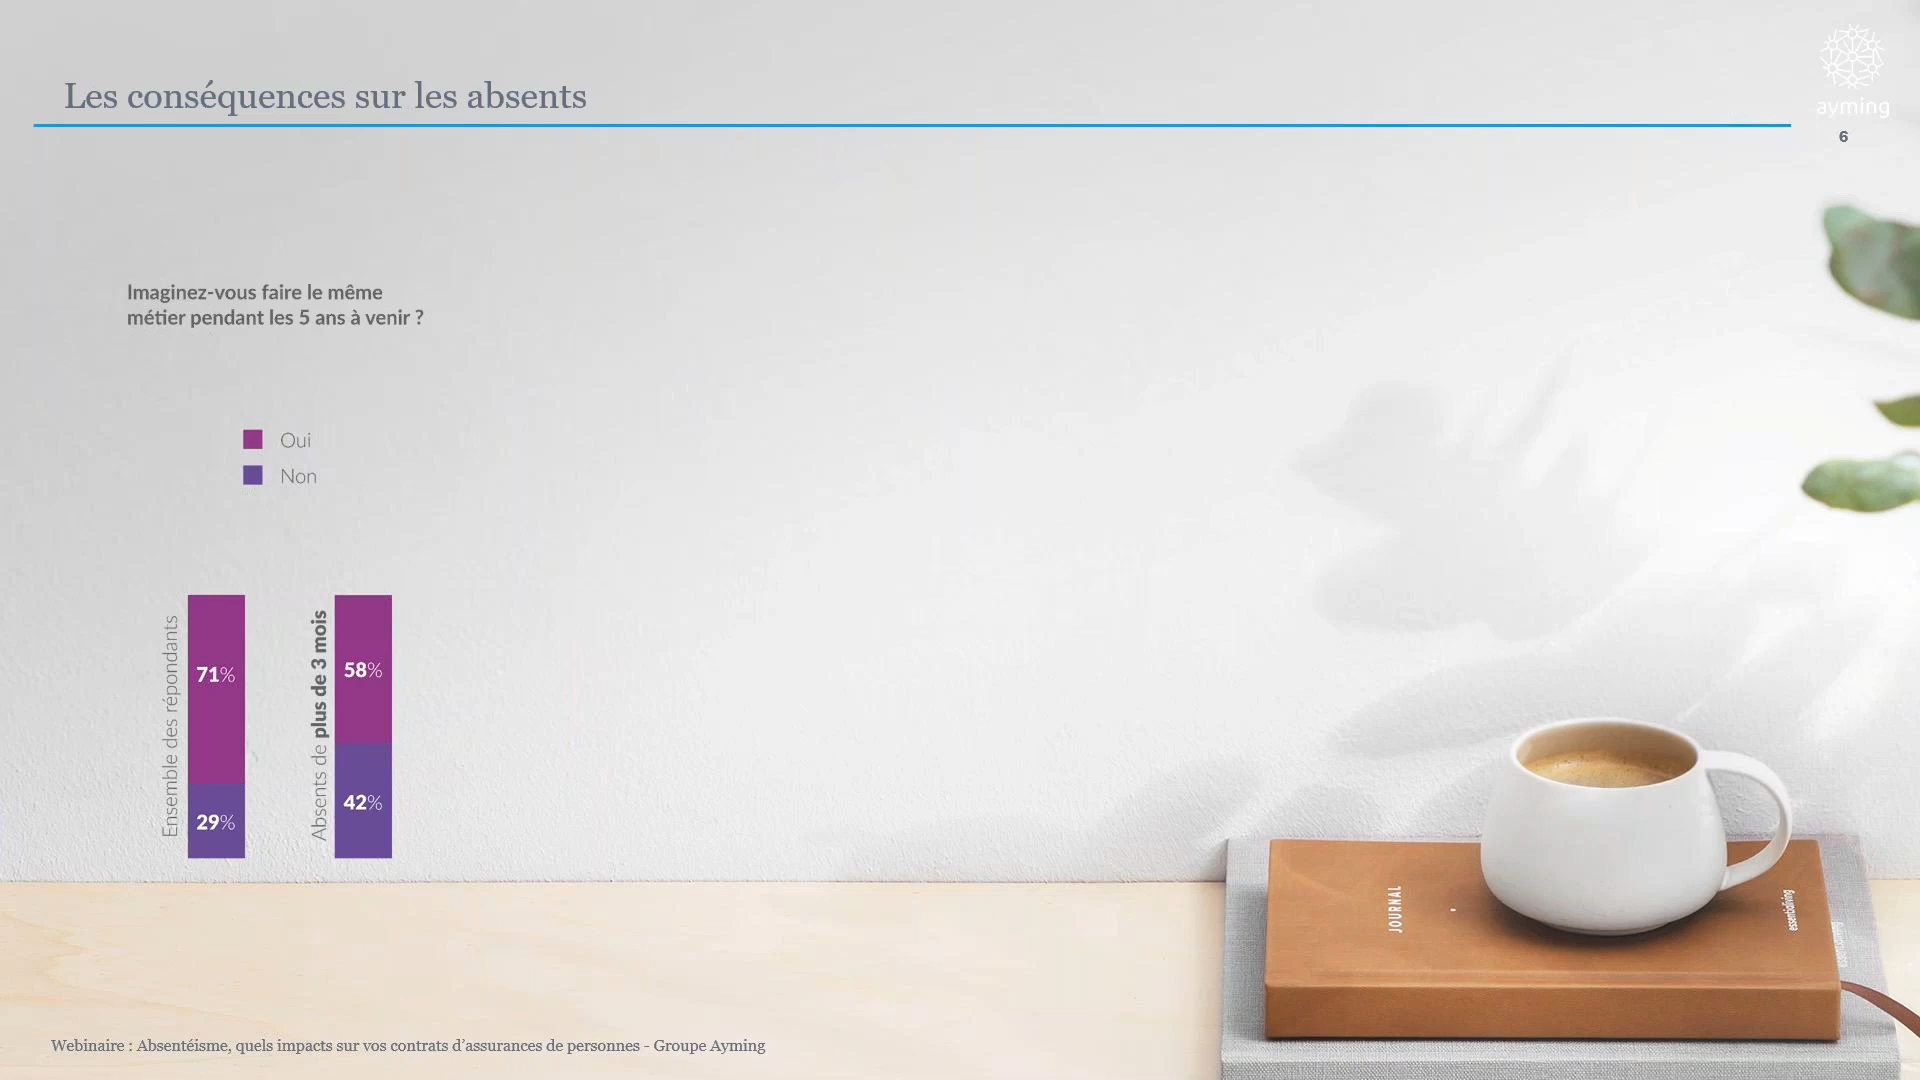 Les conséquences sur les absents
ayming
6
Imaginez-vous faire le même
métier pendant les 5 ans à venir ?
Oui
Non
Ensemble des répondants
71%
29%
Absents de plus de 3 mois
58%
42%
JOURNAL
essentialiving
essentialiving
Webinaire : Absentéisme, quels impacts sur vos contrats d’assurances de personnes - Groupe Ayming